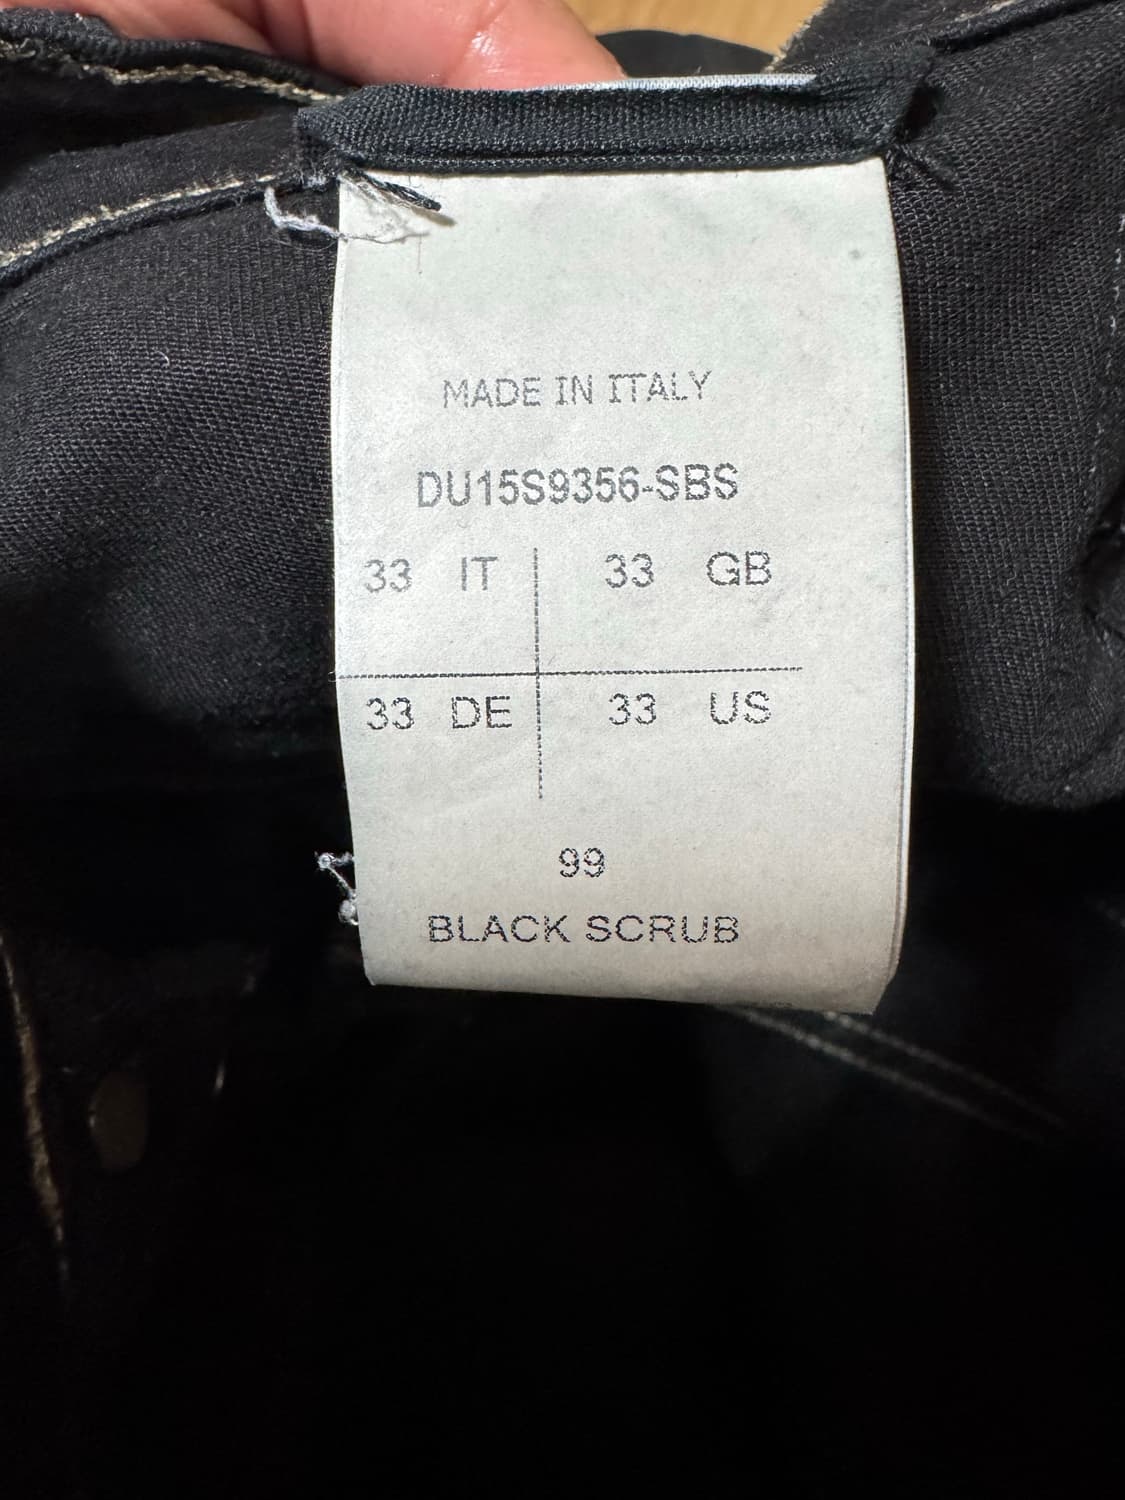 MADE IN ITALY
DU15S9356-SBS
33 IT 33 GB
33 DE 33 US
99
BLACK SCRUB